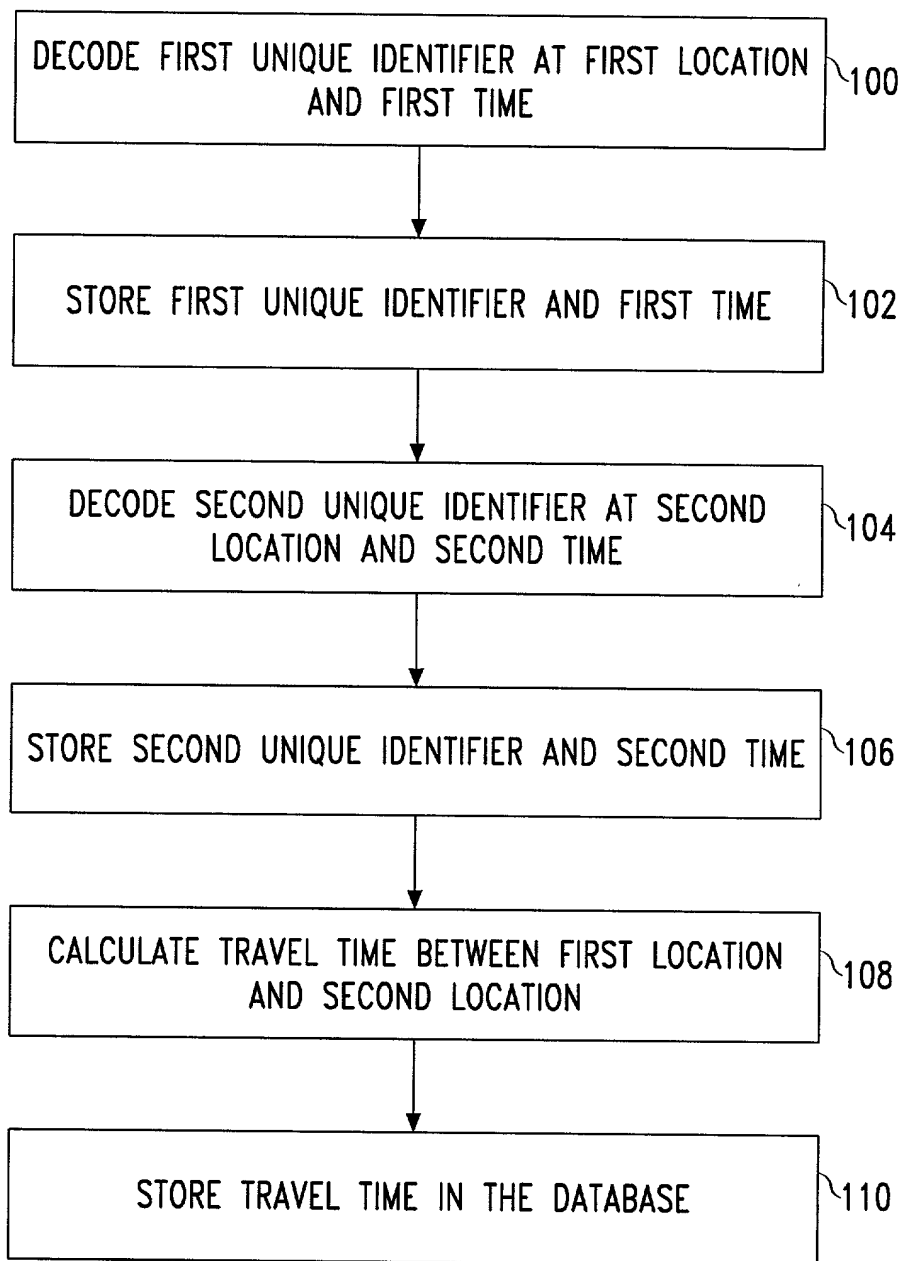 DECODE FIRST UNIQUE IDENTIFIER AT FIRST LOCATION
AND FIRST TIME
100
STORE FIRST UNIQUE IDENTIFIER AND FIRST TIME
102
DECODE SECOND UNIQUE IDENTIFIER AT SECOND
LOCATION AND SECOND TIME
104
STORE SECOND UNIQUE IDENTIFIER AND SECOND TIME
106
CALCULATE TRAVEL TIME BETWEEN FIRST LOCATION
AND SECOND LOCATION
108
STORE TRAVEL TIME IN THE DATABASE
110